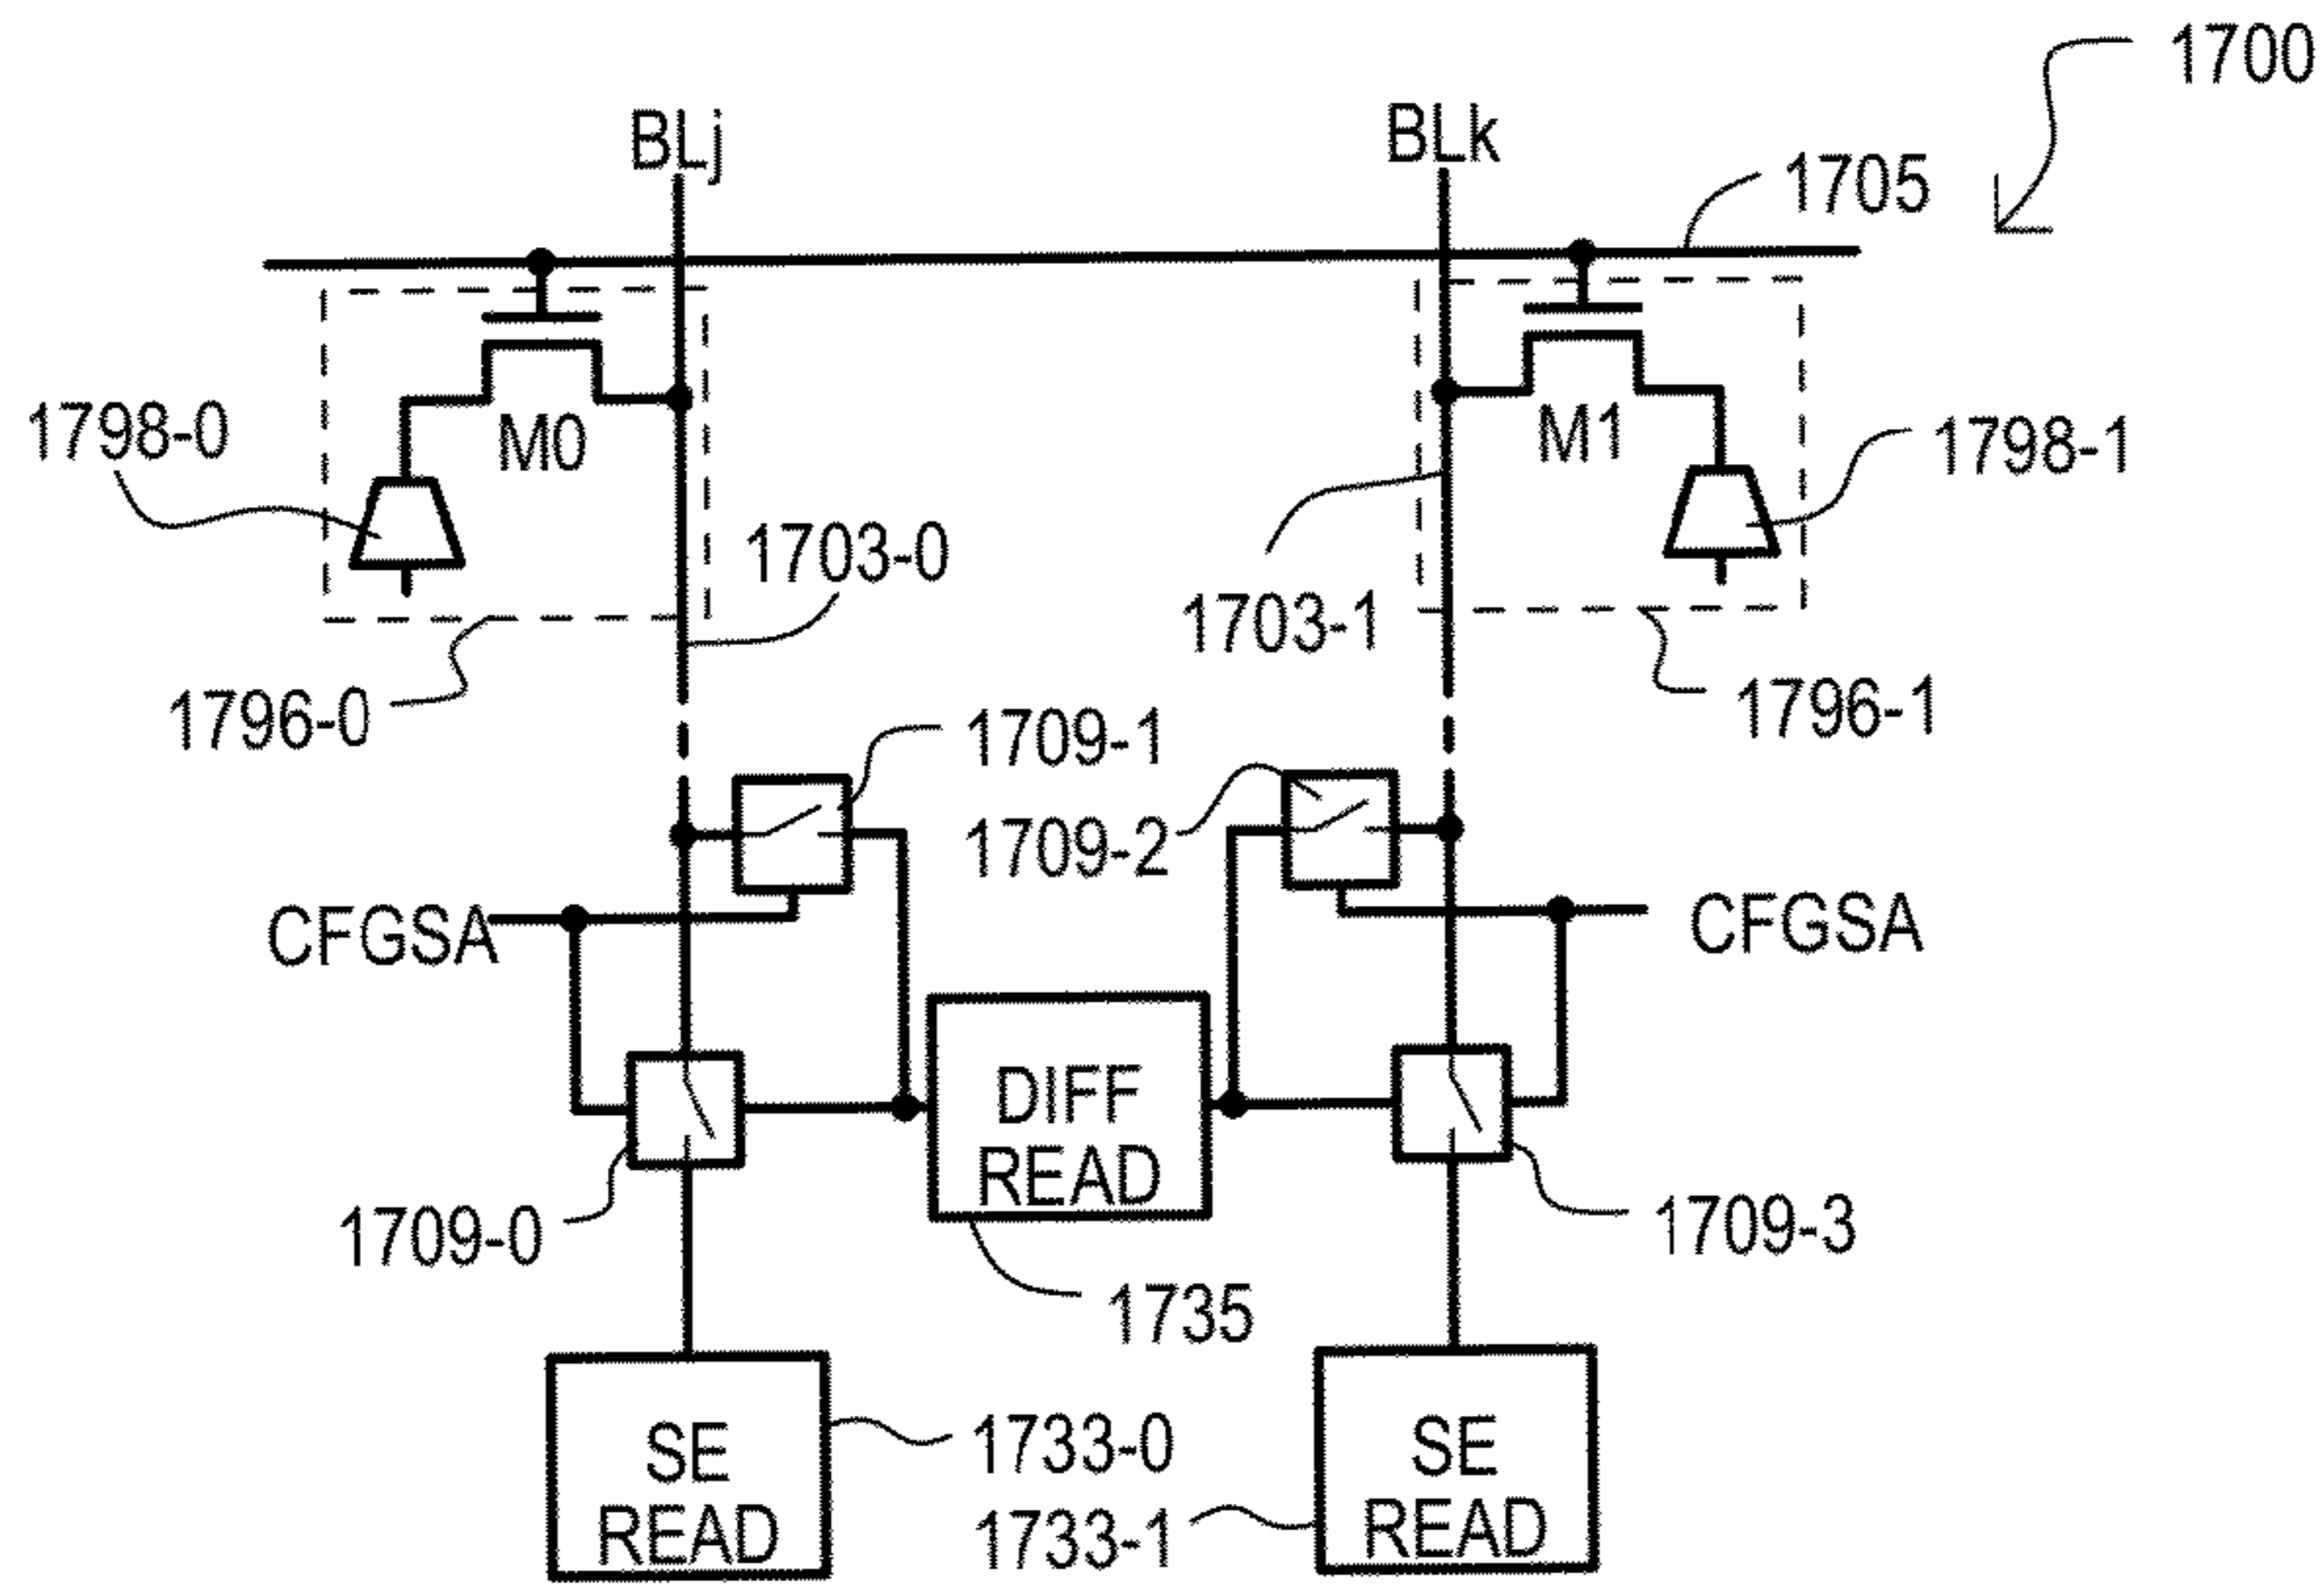 1700
BLj
BLk
1705
1798-0
M0
M1
1798-1
1703-0
1703-1
1796-0
1796-1
1709-1
1709-2
CFGSA
CFGSA
DIFF
READ
1709-0
1709-3
1735
SE
READ
1733-0
1733-1
SE
READ